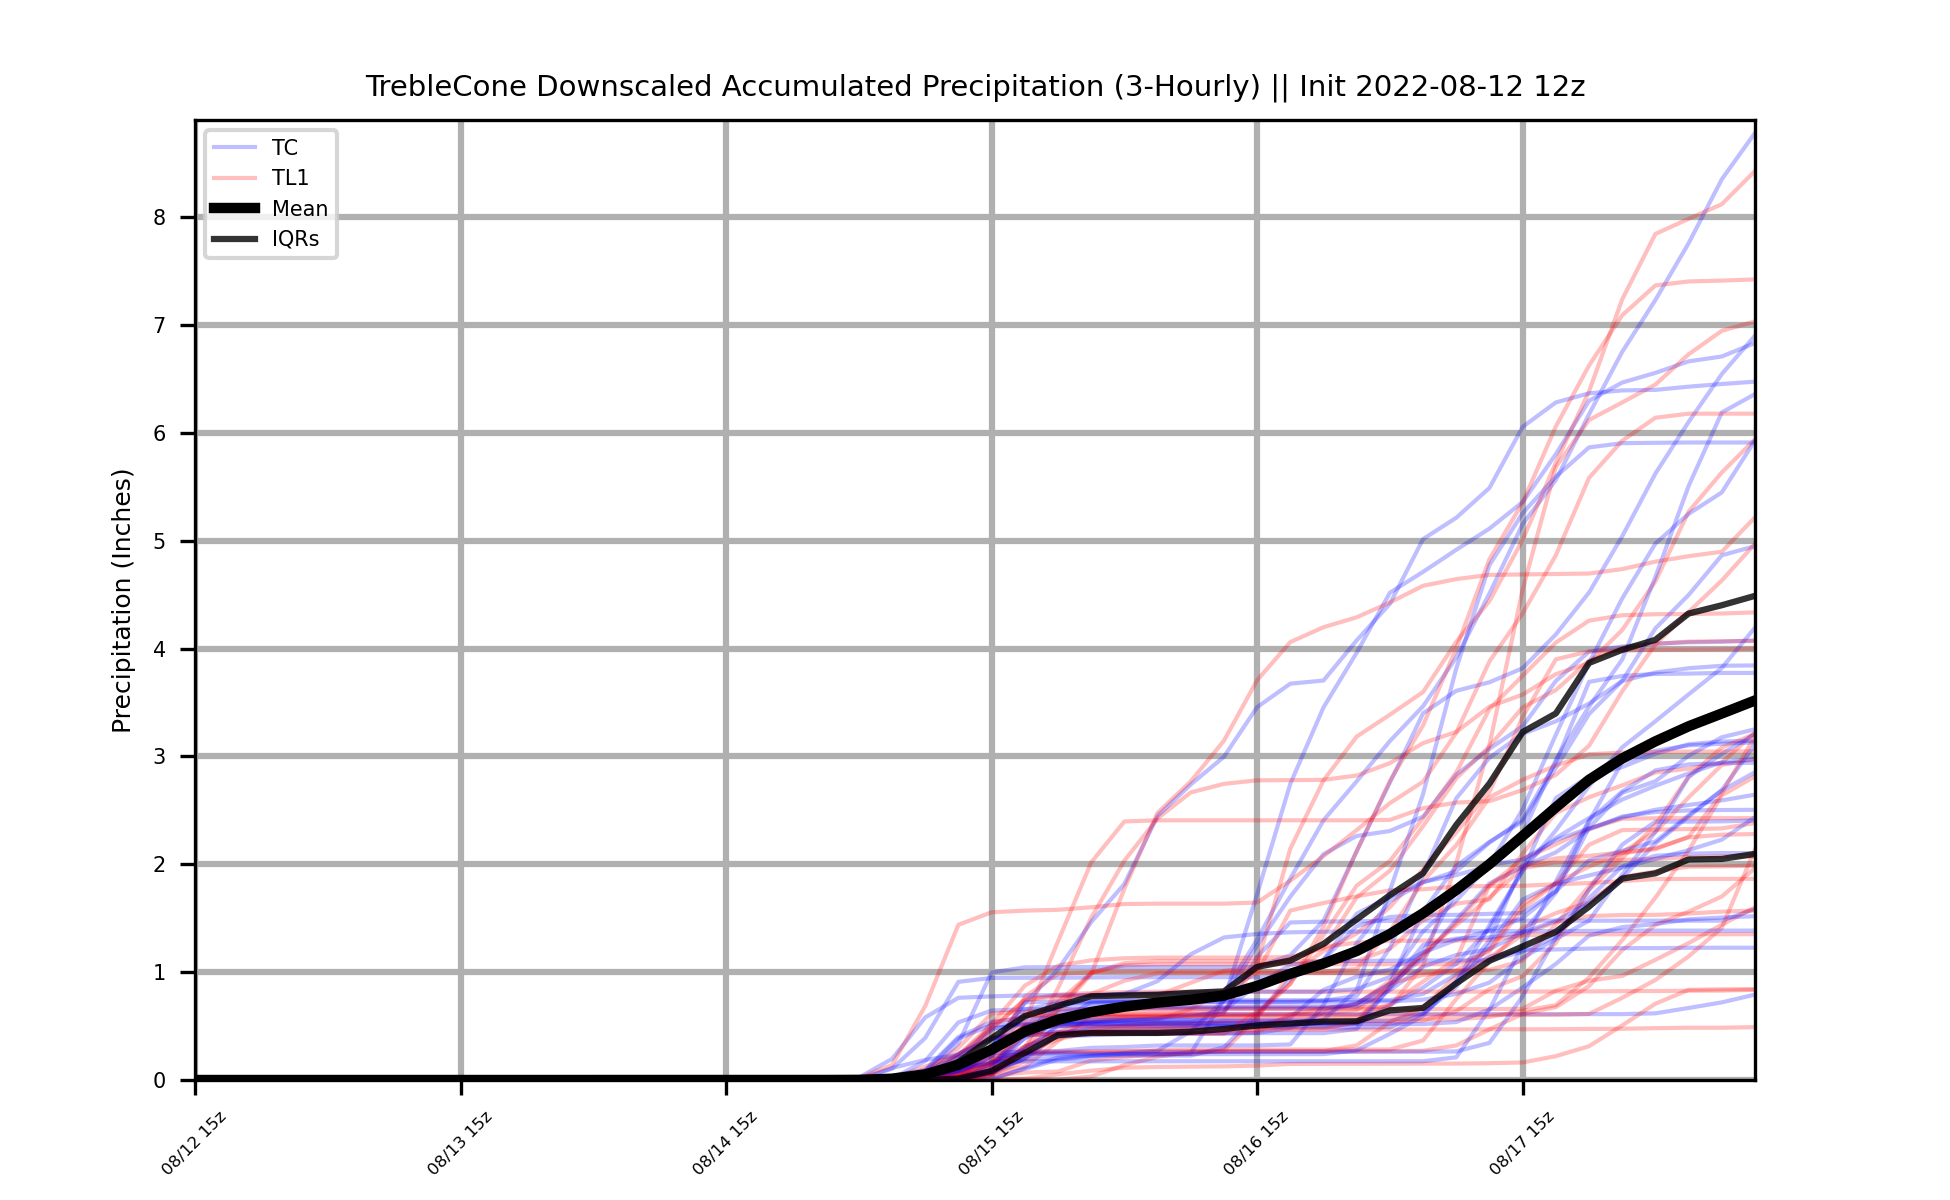 TrebleCone Downscaled Accumulated Precipitation (3-Hourly) || Init 2022-08-12 12z
TC
TL1
Mean
IQRs
Precipitation (Inches)
8
7
6
5
4
3
2
1
0
08/12 15z
08/13 15z
08/14 15z
08/15 15z
08/16 15z
08/17 15z